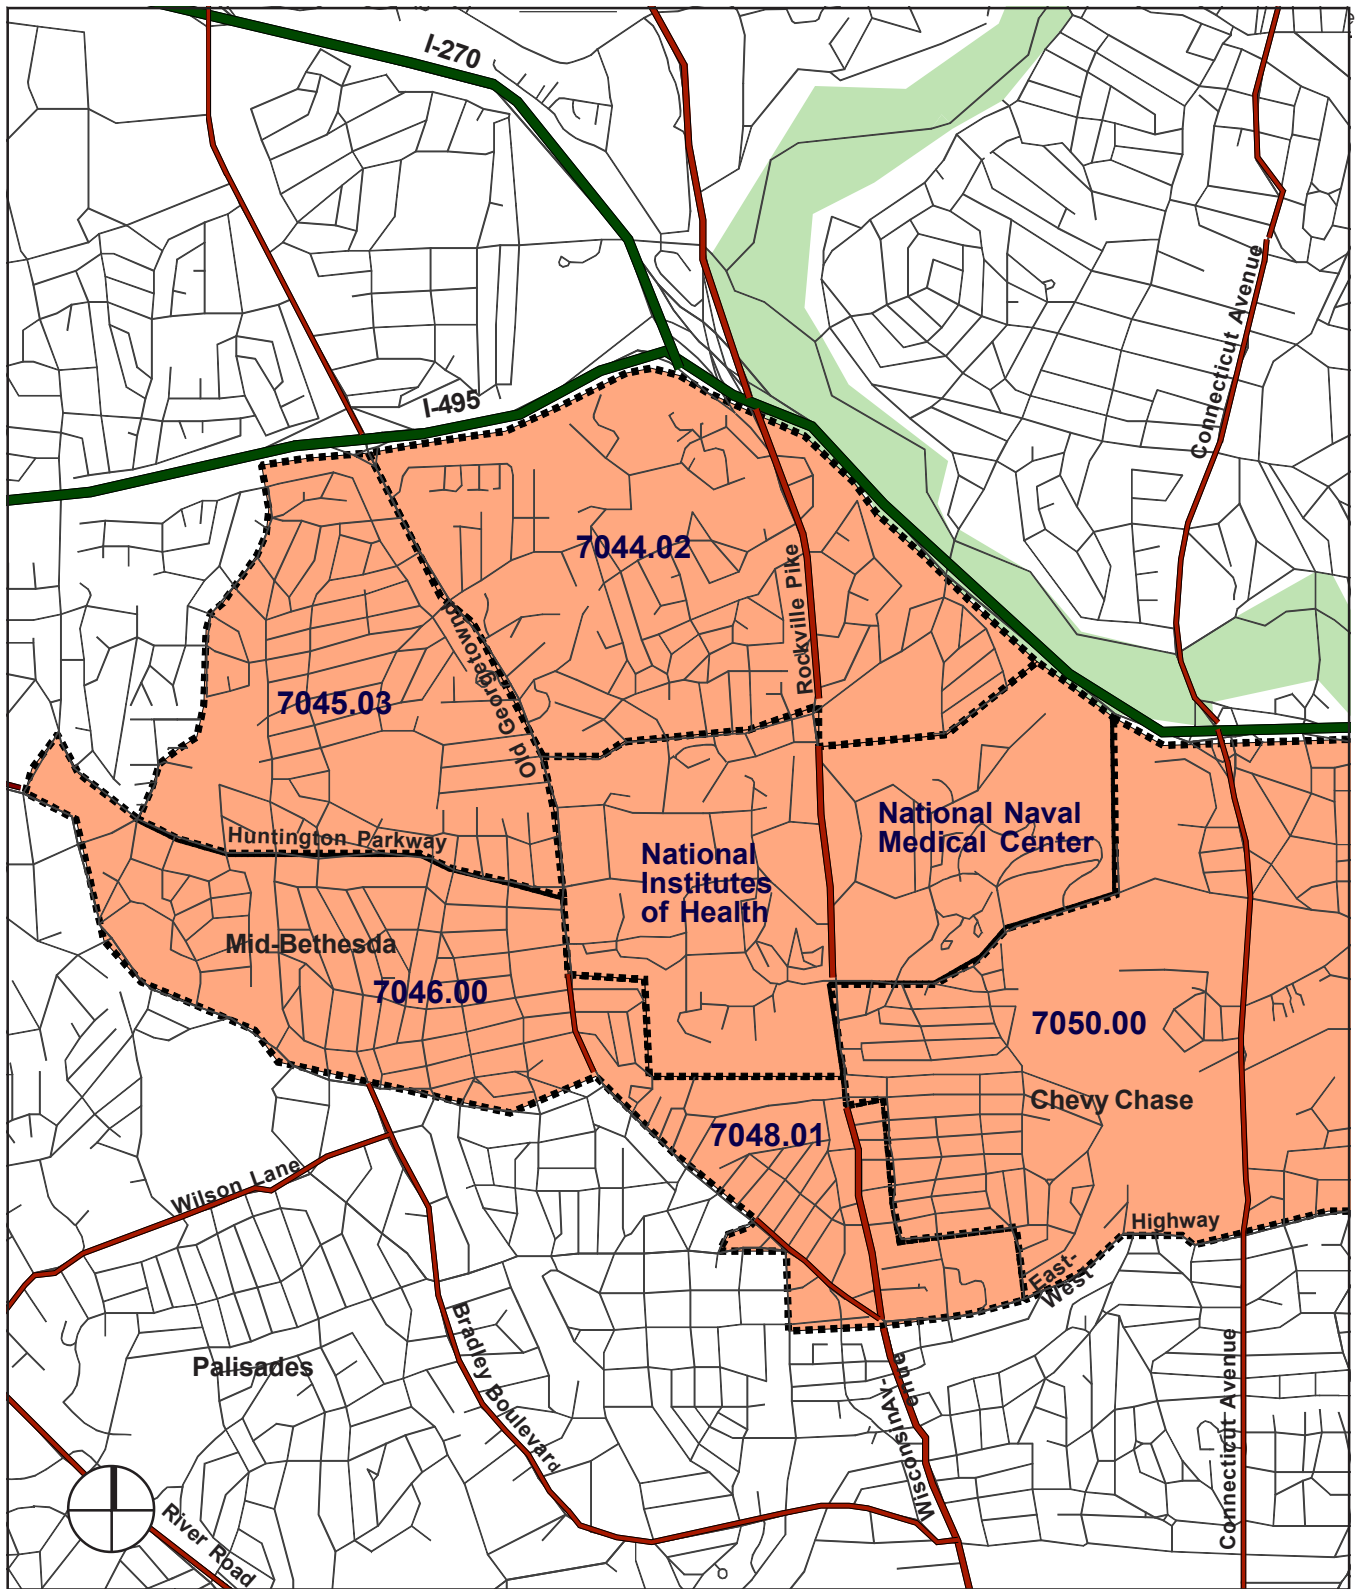 I-270
Connecticut Avenue
I-495
7044.02
Rockville Pike
Old Georgetown
7045.03
National Naval
Medical Center
Huntington Parkway
National
Institutes
of Health
Mid-Bethesda
7046.00
7050.00
Chevy Chase
7048.01
Wilson Lane
Highway
East-
West
Bradley Boulevard
Palisades
WisconsinAv-
enue
Connecticut Avenue
River Road